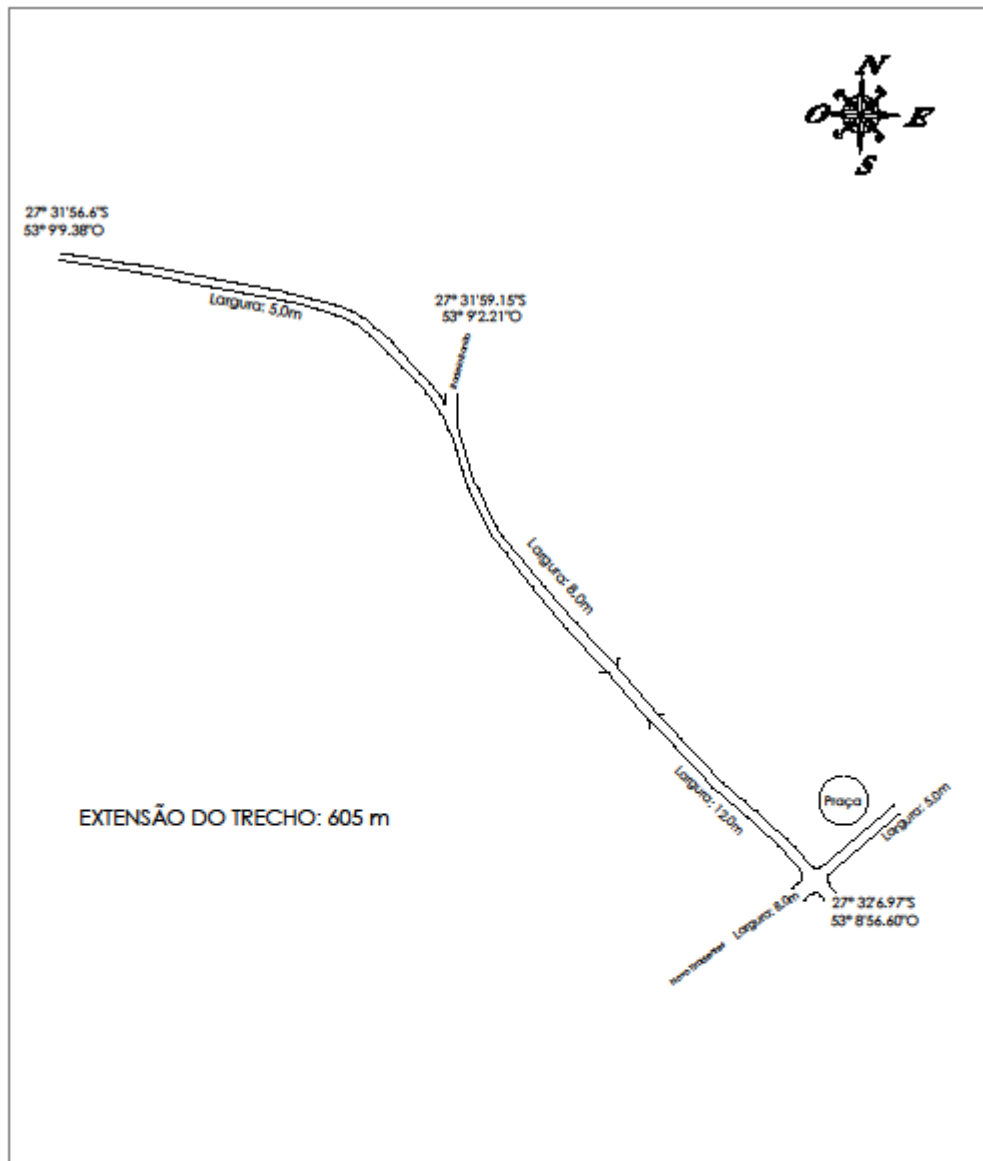 N
O
E
S
27° 31'56.6"S
53° 9'9.38"O
27° 31'59.15"S
53° 9'2.21"O
Largura: 5,0m
Largura: 8,0m
Largura: 12,0m
Praça
Largura: 5,0m
EXTENSÃO DO TRECHO: 605 m
Largura: 8,0m
27° 32'6.97"S
53° 8'56.60"O